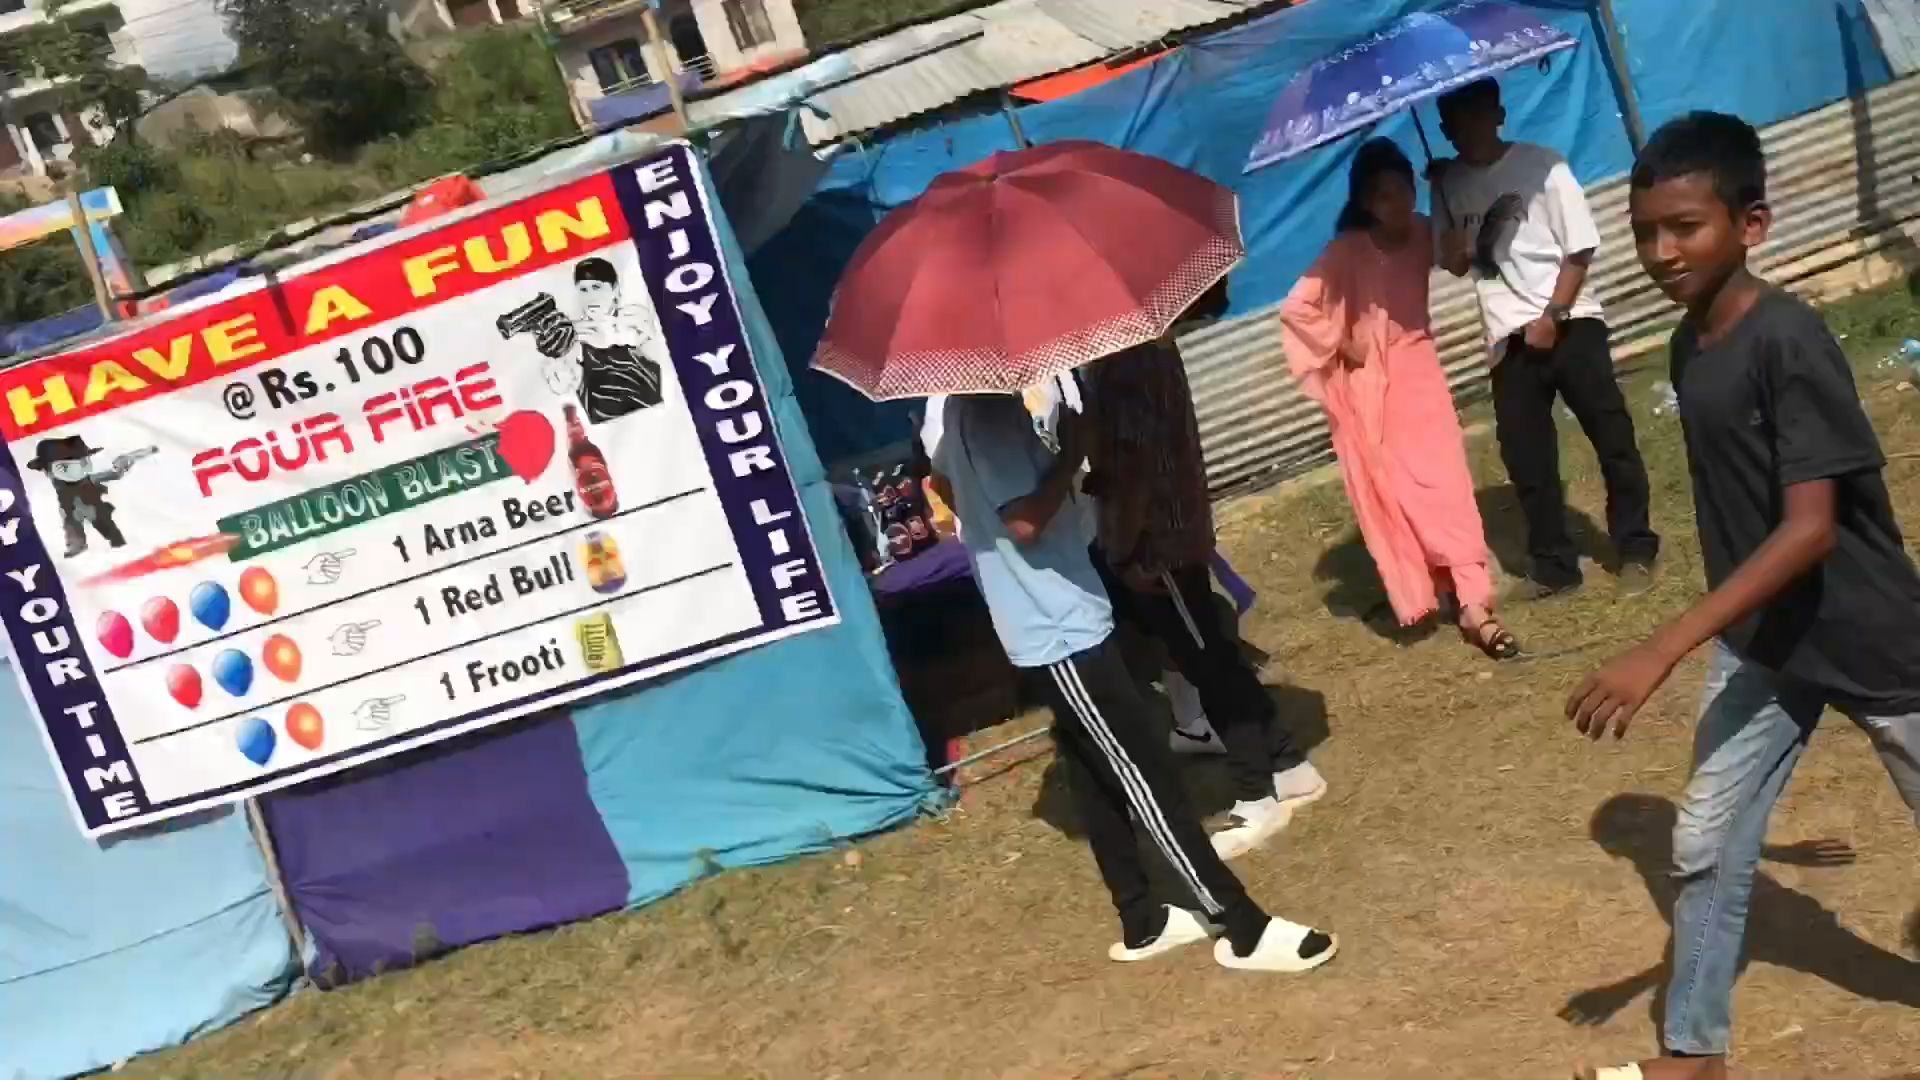 HAVE A FUN
@Rs.100
FOUR FIRE
BALLOON BLAST
1 Arna Beer
1 Red Bull
1 Frooti
ENJOY YOUR LIFE
OY YOUR TIME